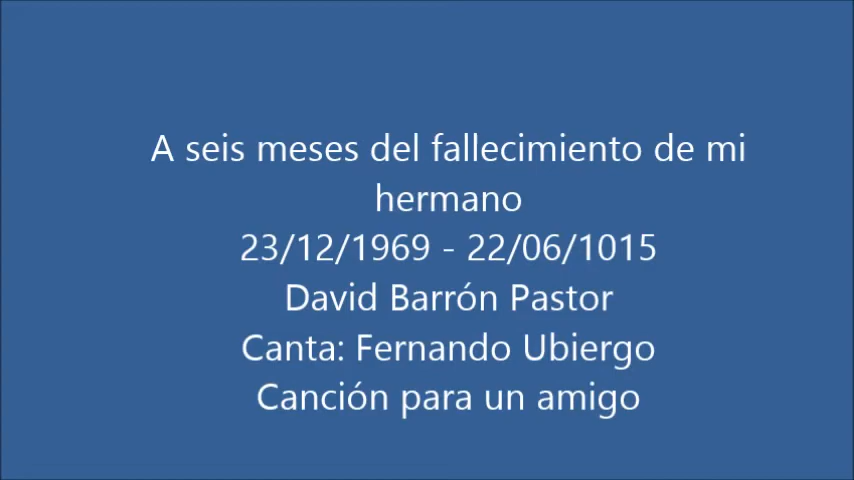 A seis meses del fallecimiento de mi
hermano
23/12/1969 - 22/06/1015
David Barrón Pastor
Canta: Fernando Ubiergo
Canción para un amigo